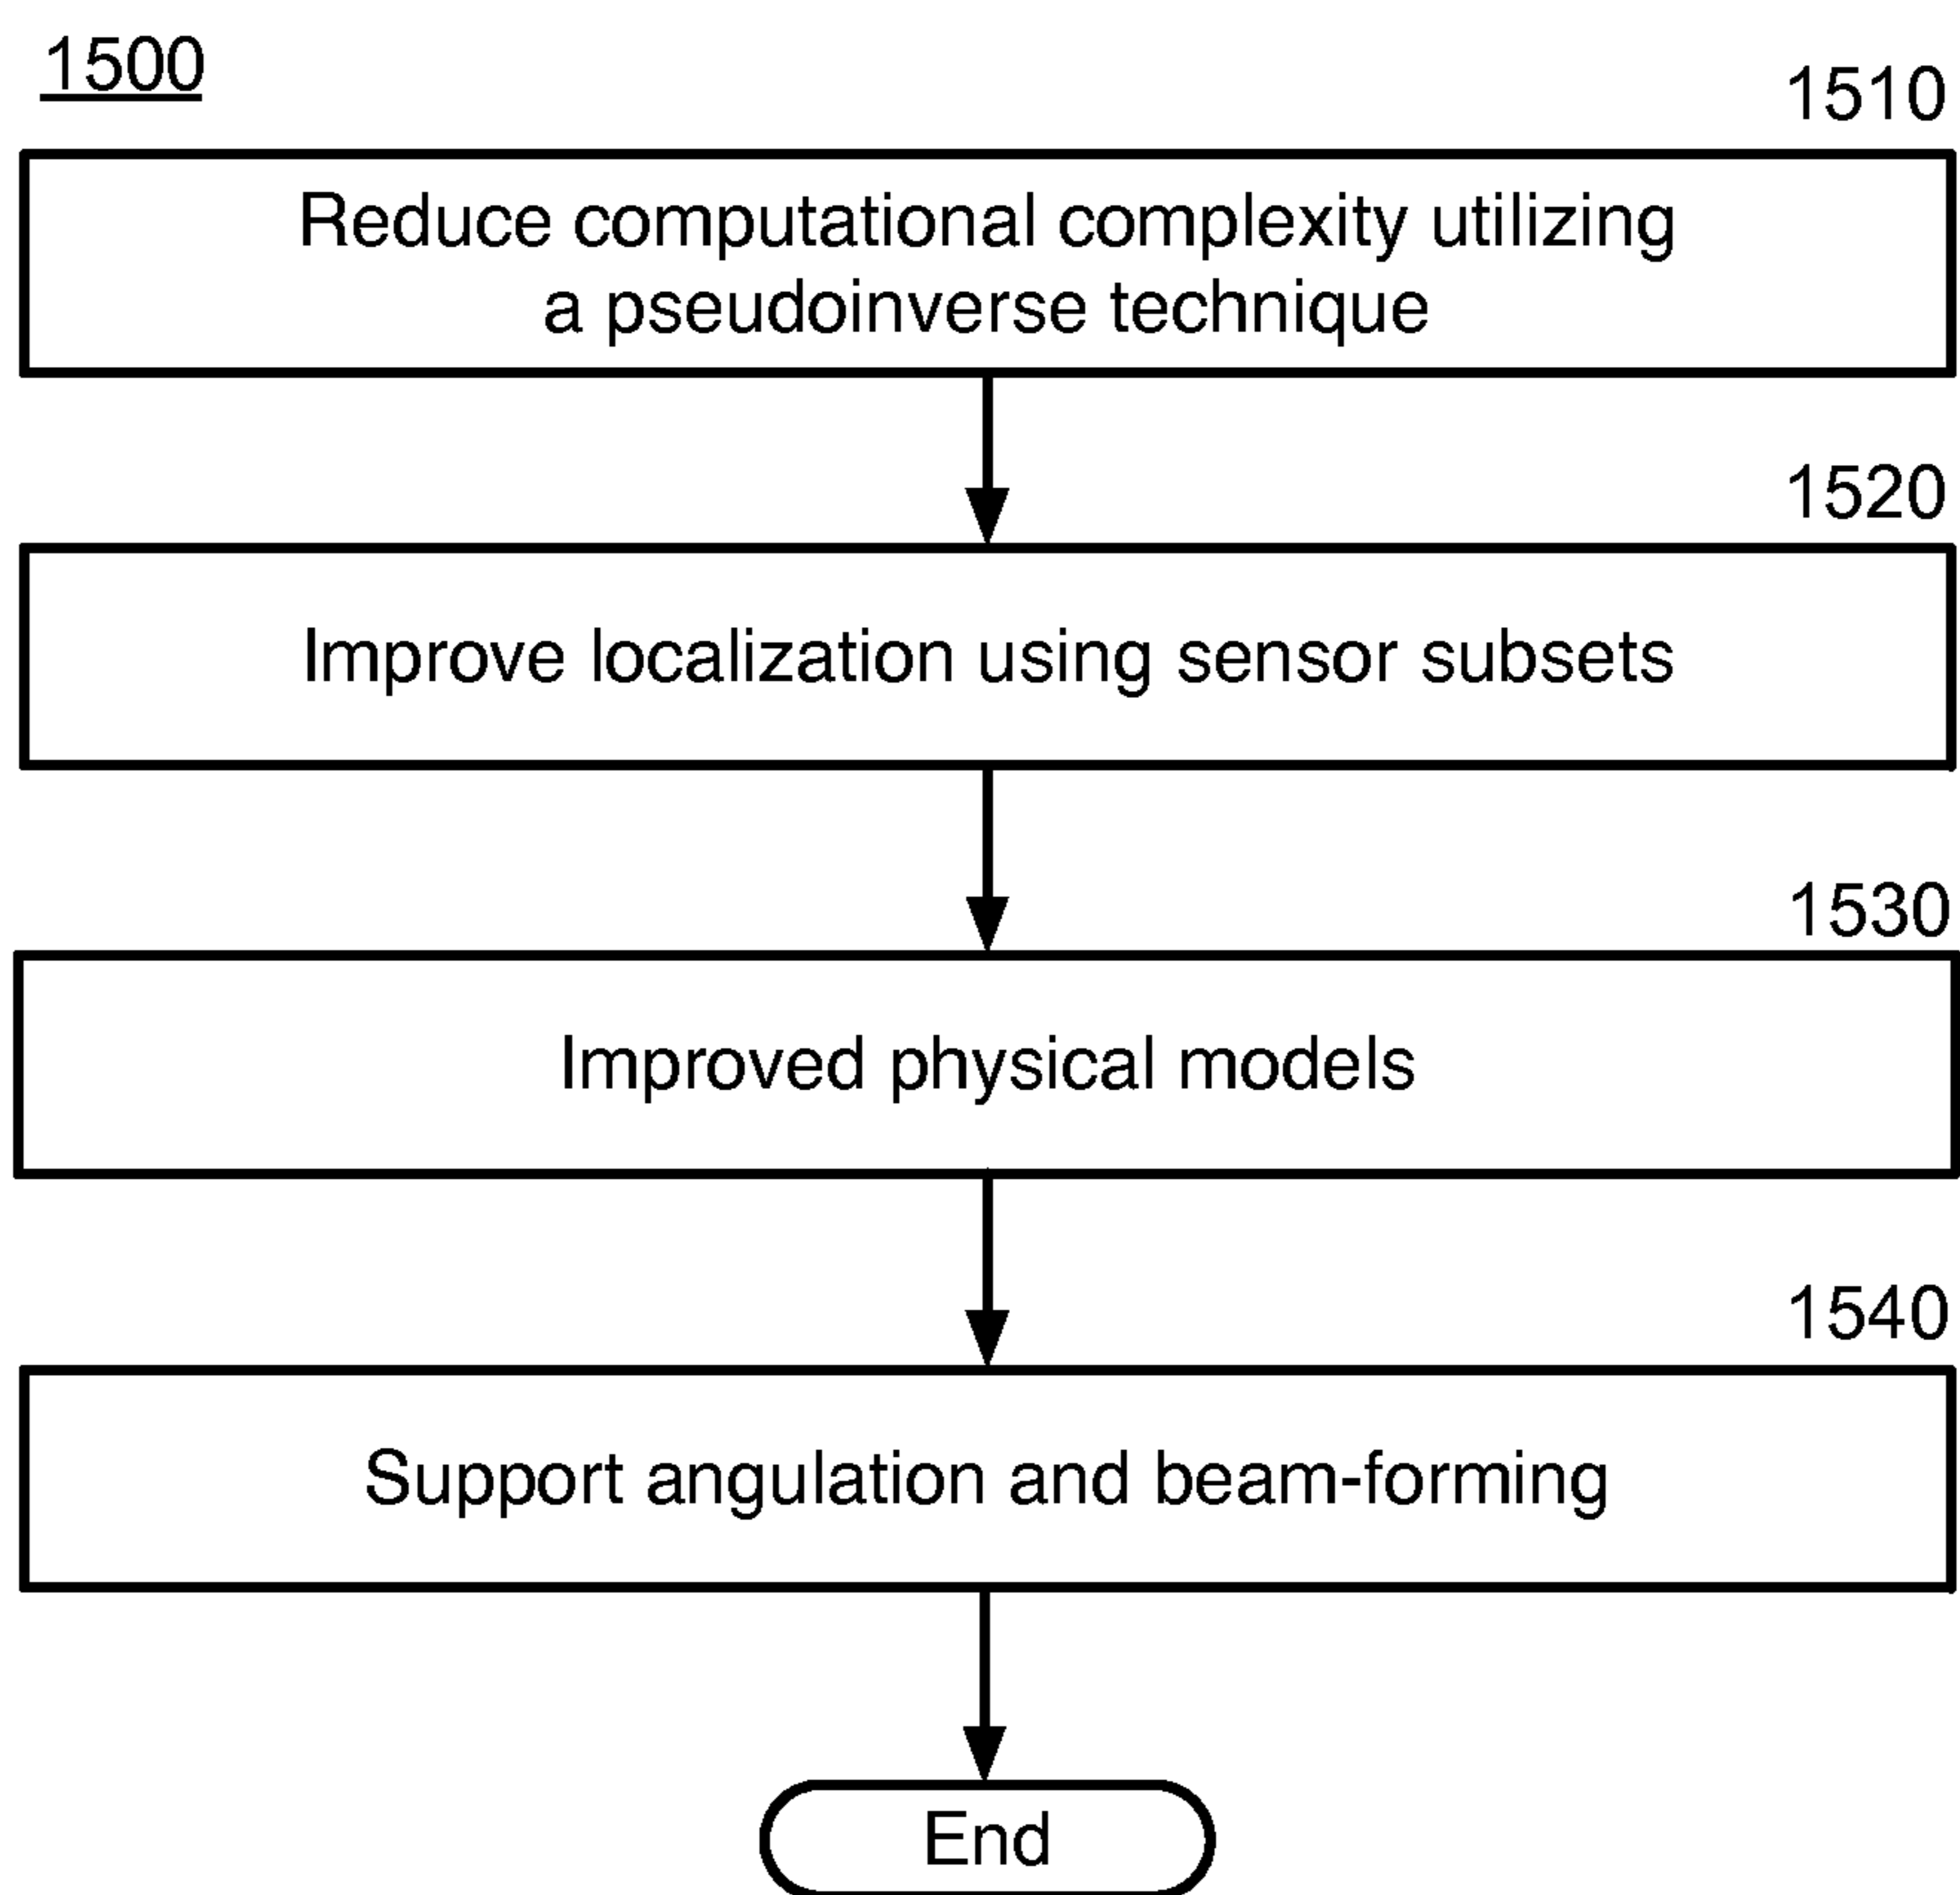 1500
1510
Reduce computational complexity utilizing
a pseudoinverse technique
1520
Improve localization using sensor subsets
1530
Improved physical models
1540
Support angulation and beam-forming
End